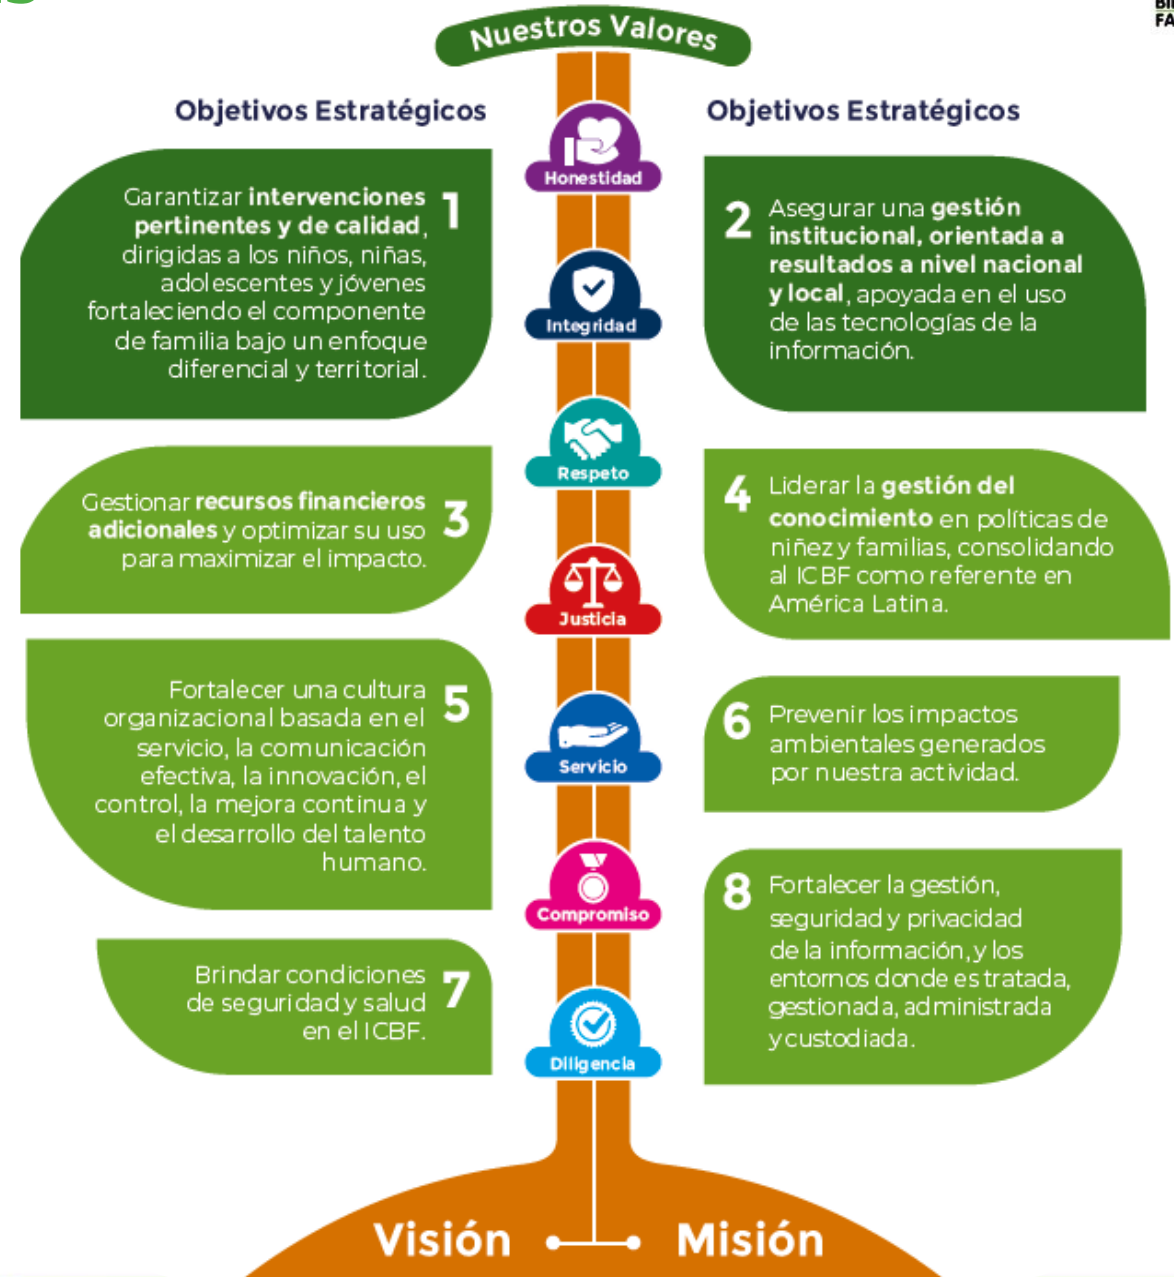 Nuestros Valores
Objetivos Estratégicos
1
Garantizar intervenciones
pertinentes y de calidad,
dirigidas a los niños, niñas,
adolescentes y jóvenes
fortaleciendo el componente
de familia bajo un enfoque
diferencial y territorial.
Objetivos Estratégicos
2
Asegurar una gestión
institucional, orientada a
resultados a nivel nacional
y local, apoyada en el uso
de las tecnologías de la
información.
3
Gestionar recursos financieros
adicionales y optimizar su uso
para maximizar el impacto.
4
Liderar la gestión del
conocimiento en políticas de
niñez y familias, consolidando
al ICBF como referente en
América Latina.
5
Fortalecer una cultura
organizacional basada en el
servicio, la comunicación
efectiva, la innovación, el
control, la mejora continua y
el desarrollo del talento
humano.
6
Prevenir los impactos
ambientales generados
por nuestra actividad.
7
Brindar condiciones
de seguridad y salud
en el ICBF.
8
Fortalecer la gestión,
seguridad y privacidad
de la información, y los
entornos donde es tratada,
gestionada, administrada
y custodiada.
Honestidad
Integridad
Respeto
Justicia
Servicio
Compromiso
Diligencia
Visión
Misión